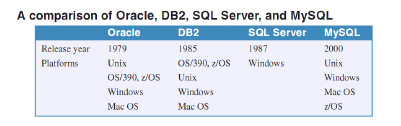 A comparison of Oracle, DB2, SQL Server, and MySQL
Oracle DB2 SQL Server MySQL
Release year 1979 1985 1987 2000
Platforms Unix OS/390, z/OS Windows Unix
OS/390, z/OS Unix Windows
Windows Windows Mac OS
Mac OS Mac OS z/OS